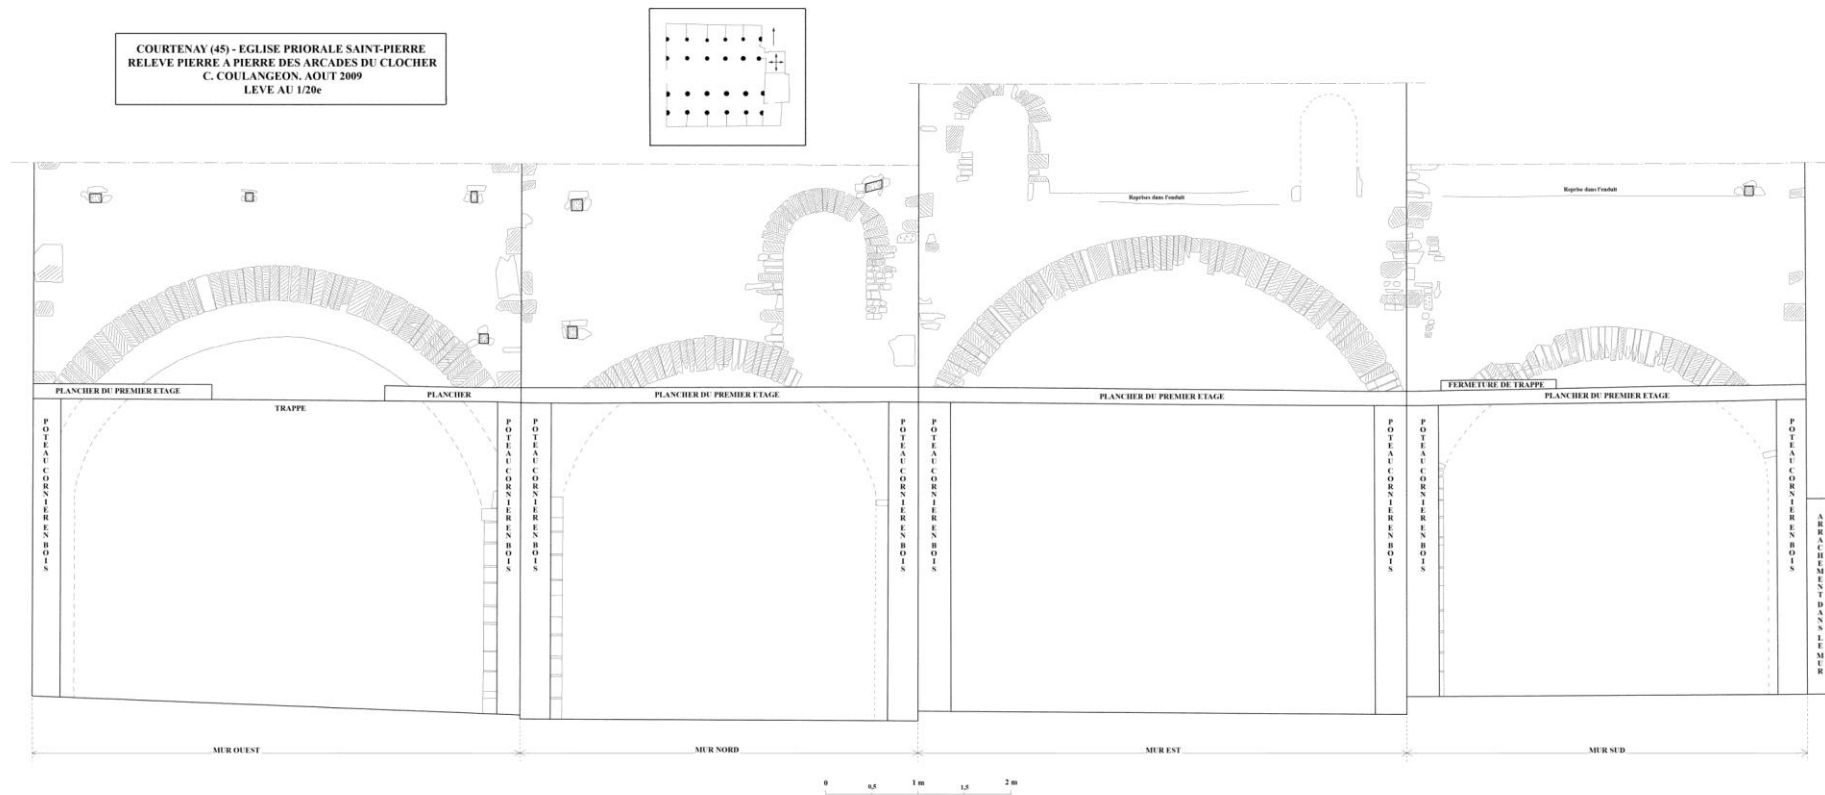 COURTENAY (45) - EGLISE PRIORALE SAINT-PIERRE
RELEVE PIERRE A PIERRE DES ARCADES DU CLOCHER
C. COULANGEON. AOUT 2009
LEVE AU 1/20e
Reprises dans l'enduit
Reprise dans l'enduit
PLANCHER DU PREMIER ETAGE
PLANCHER
TRAPPE
PLANCHER DU PREMIER ETAGE
PLANCHER DU PREMIER ETAGE
FERMETURE DE TRAPPE
PLANCHER DU PREMIER ETAGE
POTEAU CORNIER EN BOIS
POTEAU CORNIER EN BOIS
POTEAU CORNIER EN BOIS
POTEAU CORNIER EN BOIS
POTEAU CORNIER EN BOIS
POTEAU CORNIER EN BOIS
POTEAU CORNIER EN BOIS
POTEAU CORNIER EN BOIS
ARRACHEMENT DANS LE MUR
MUR OUEST
MUR NORD
MUR EST
MUR SUD
0 0,5 1 m 1,5 2 m